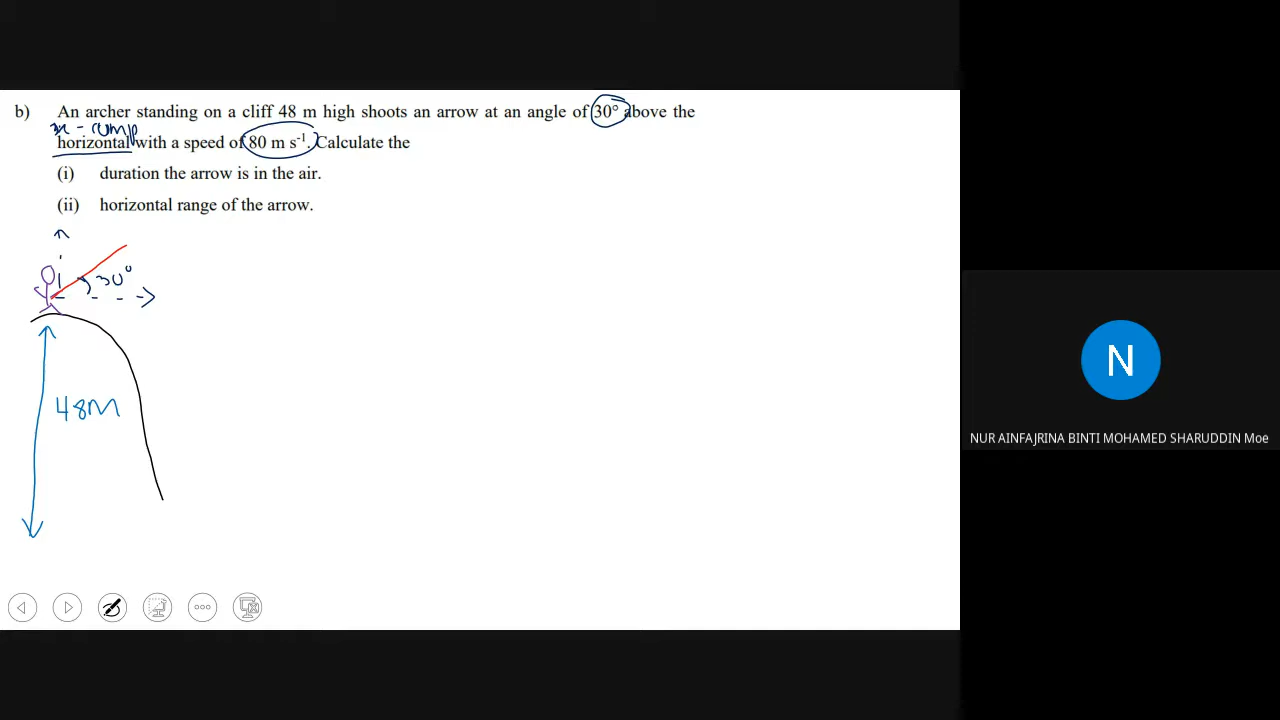 b) An archer standing on a cliff 48 m high shoots an arrow at an angle of 30° above the
x - comp
horizontal with a speed of 80 m s⁻¹. Calculate the
(i) duration the arrow is in the air.
(ii) horizontal range of the arrow.
30°
48m
N
NUR AINFAJRINA BINTI MOHAMED SHARUDDIN Moe